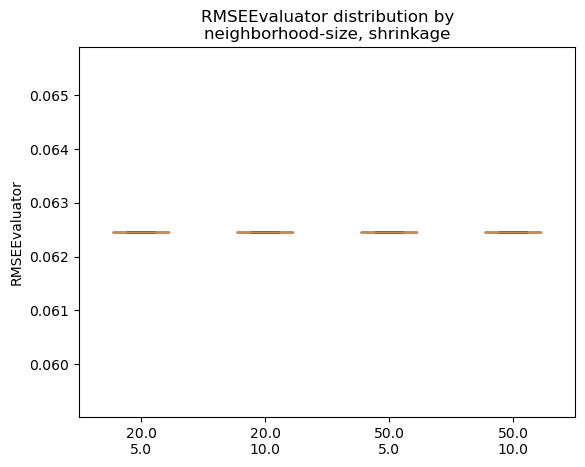 RMSEEvaluator distribution by
neighborhood-size, shrinkage
RMSEEvaluator
0.065
0.064
0.063
0.062
0.061
0.060
20.0 20.0 50.0 50.0
5.0 10.0 5.0 10.0